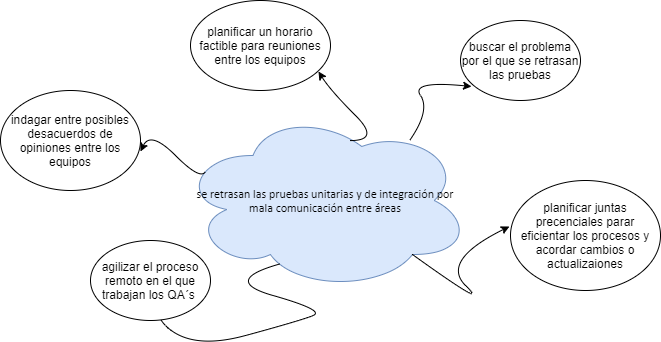 planificar un horario
factible para reuniones
entre los equipos
buscar el problema
por el que se retrasan
las pruebas
indagar entre posibles
desacuerdos de
opiniones entre los
equipos
se retrasan las pruebas unitarias y de integración por
mala comunicación entre áreas
planificar juntas
precenciales parar
eficientar los procesos y
acordar cambios o
actualizaiones
agilizar el proceso
remoto en el que
trabajan los QA´s